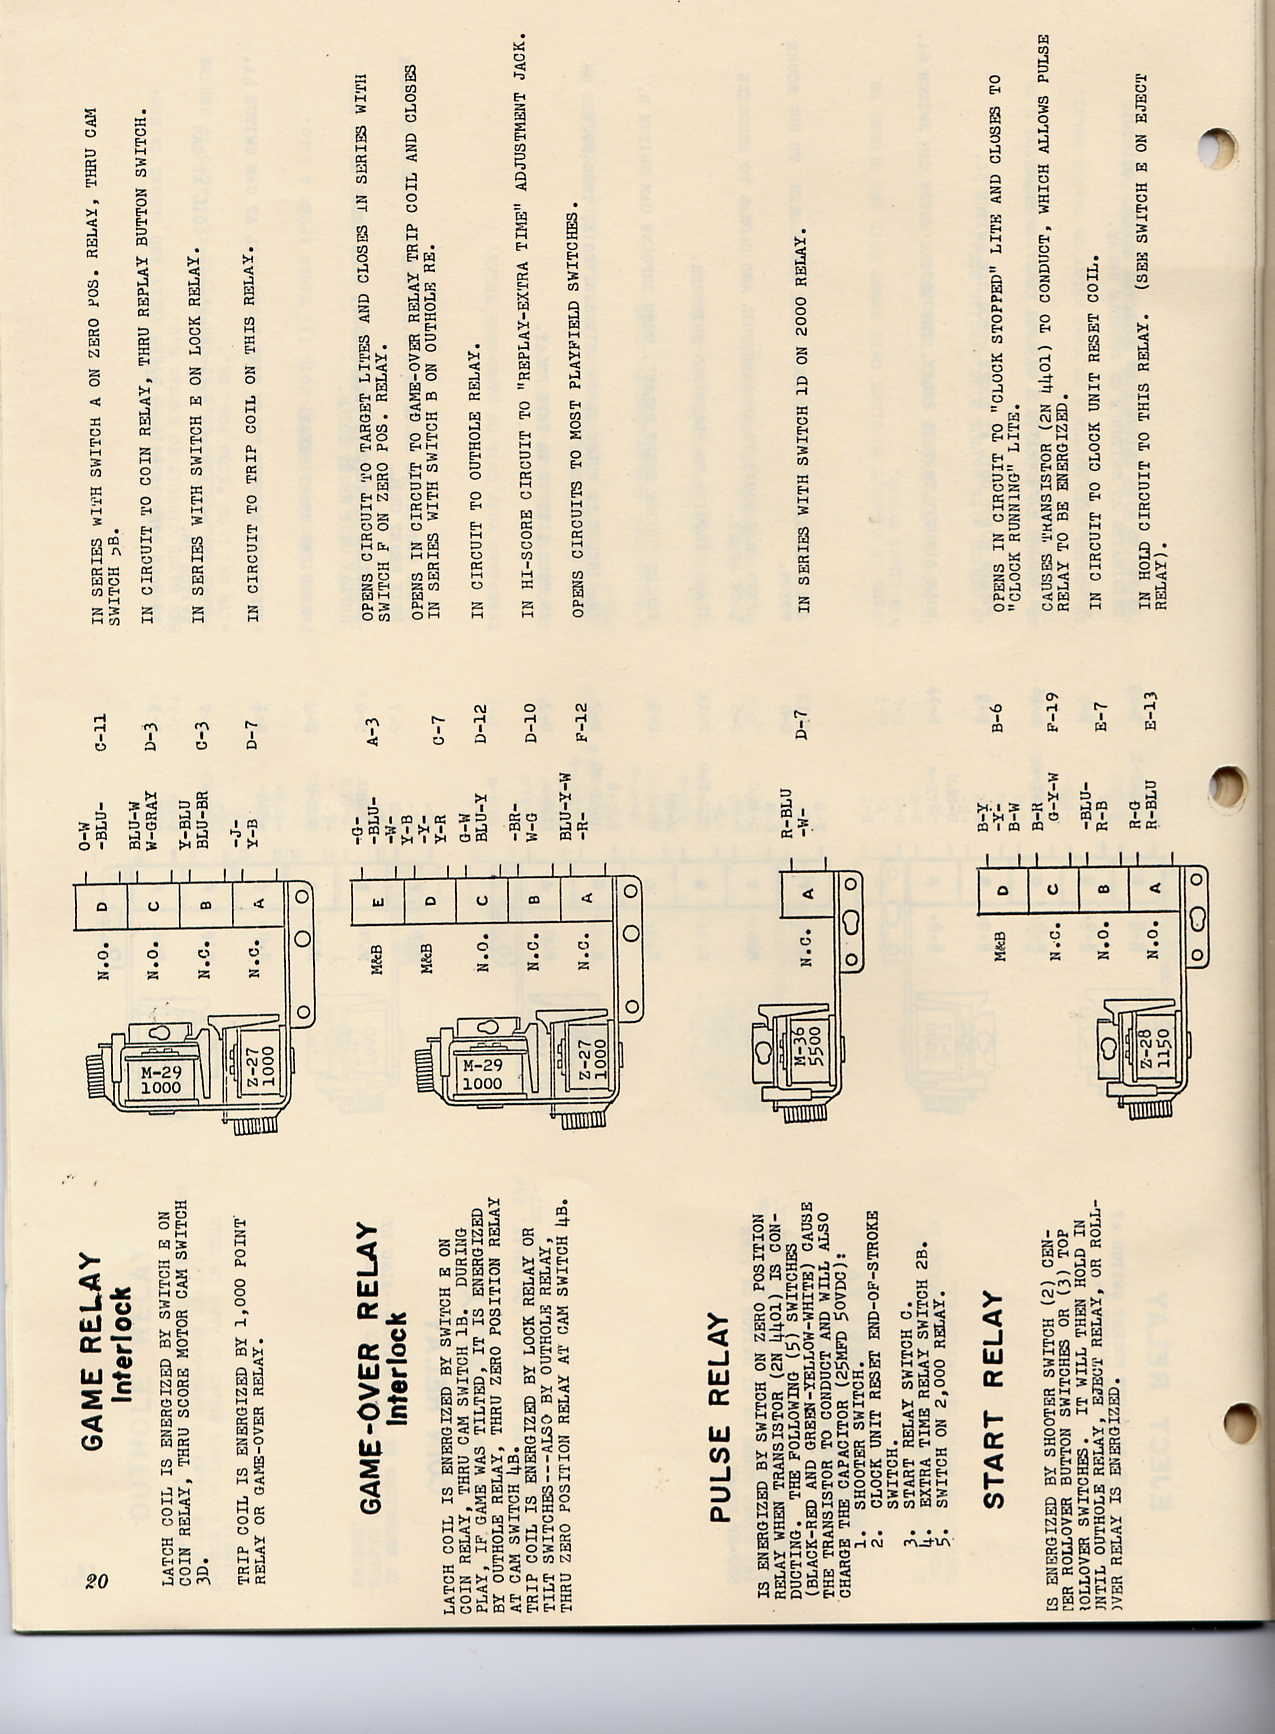 20
GAME RELAY
Interlock
LATCH COIL IS ENERGIZED BY SWITCH E ON
COIN RELAY, THRU SCORE MOTOR CAM SWITCH
3D.
TRIP COIL IS ENERGIZED BY 1,000 POINT
RELAY OR GAME-OVER RELAY.
M-29
1000
Z-27
1000
N.O. D O-W
-BLU- C-11 IN SERIES WITH SWITCH A ON ZERO POS. RELAY, THRU CAM
SWITCH 5B.
N.O. C BLU-W
W-GRAY D-3 IN CIRCUIT TO COIN RELAY, THRU REPLAY BUTTON SWITCH.
N.C. B Y-BLU
BLU-BR C-3 IN SERIES WITH SWITCH E ON LOCK RELAY.
N.C. A -J-
Y-B D-7 IN CIRCUIT TO TRIP COIL ON THIS RELAY.
GAME-OVER RELAY
Interlock
LATCH COIL IS ENERGIZED BY SWITCH E ON
COIN RELAY, THRU CAM SWITCH 1B. DURING
PLAY, IF GAME WAS TILTED, IT IS ENERGIZED
BY OUTHOLE RELAY, THRU ZERO POSITION RELAY
AT CAM SWITCH 4B.
TRIP COIL IS ENERGIZED BY LOCK RELAY OR
TILT SWITCHES---ALSO BY OUTHOLE RELAY,
THRU ZERO POSITION RELAY AT CAM SWITCH 4B.
M-29
1000
Z-27
1000
M&B E -G-
-BLU- A-3 OPENS CIRCUIT TO TARGET LITES AND CLOSES IN SERIES WITH
-W- SWITCH F ON ZERO POS. RELAY.
M&B D Y-B
-Y- OPENS IN CIRCUIT TO GAME-OVER RELAY TRIP COIL AND CLOSES
Y-R C-7 IN SERIES WITH SWITCH B ON OUTHOLE RE.
N.O. C G-W
BLU-Y D-12 IN CIRCUIT TO OUTHOLE RELAY.
N.C. B -BR-
W-G D-10 IN HI-SCORE CIRCUIT TO "REPLAY-EXTRA TIME" ADJUSTMENT JACK.
N.C. A BLU-Y-W
-R- F-12 OPENS CIRCUITS TO MOST PLAYFIELD SWITCHES.
PULSE RELAY
IS ENERGIZED BY SWITCH ON ZERO POSITION
RELAY WHEN TRANSISTOR (2N 4401) IS CON-
DUCTING. THE FOLLOWING (5) SWITCHES
(BLACK-RED AND GREEN-YELLOW-WHITE) CAUSE
THE TRANSISTOR TO CONDUCT AND WILL ALSO
CHARGE THE CAPACITOR (25MFD 50VDC):
1. SHOOTER SWITCH.
2. CLOCK UNIT RESET END-OF-STROKE
SWITCH.
3. START RELAY SWITCH C.
4. EXTRA TIME RELAY SWITCH 2B.
5. SWITCH ON 2,000 RELAY.
M-36
5500
N.C. A R-BLU
-W- D-7 IN SERIES WITH SWITCH 1D ON 2000 RELAY.
START RELAY
IS ENERGIZED BY SHOOTER SWITCH (2) CEN-
TER ROLLOVER BUTTON SWITCHES OR (3) TOP
ROLLOVER SWITCHES. IT WILL THEN HOLD IN
UNTIL OUTHOLE RELAY, EJECT RELAY, OR ROLL-
OVER RELAY IS ENERGIZED.
Z-28
1150
M&B D B-Y
-Y- B-6 OPENS IN CIRCUIT TO "CLOCK STOPPED" LITE AND CLOSES TO
B-W "CLOCK RUNNING" LITE.
N.C. C B-R
G-Y-W F-19 CAUSES TRANSISTOR (2N 4401) TO CONDUCT, WHICH ALLOWS PULSE
RELAY TO BE ENERGIZED.
N.O. B -BLU-
R-B E-7 IN CIRCUIT TO CLOCK UNIT RESET COIL.
N.O. A R-G
R-BLU E-13 IN HOLD CIRCUIT TO THIS RELAY. (SEE SWITCH E ON EJECT
RELAY).